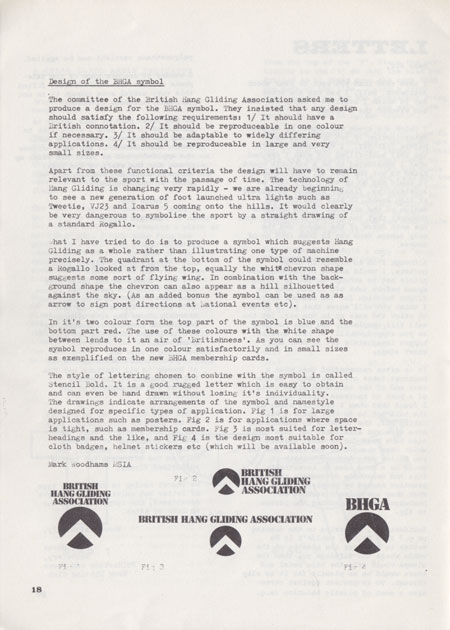 LETTERS
Design of the BHGA symbol
The committee of the British Hang Gliding Association asked me to
produce a design for the BHGA symbol. They insisted that any design
should satisfy the following requirements: 1/ It should have a
British connotation. 2/ It should be reproduceable in one colour
if necessary. 3/ It should be adaptable to widely differing
applications. 4/ It should be reproduceable in large and very
small sizes.
Apart from these functional criteria the design will have to remain
relevant to the sport with the passage of time. The technology of
Hang Gliding is changing very rapidly - we are already beginning
to see a new generation of foot launched ultra lights such as
Tweetie, VJ23 and Icarus 5 coming onto the hills. It would clearly
be very dangerous to symbolise the sport by a straight drawing of
a standard Rogallo.
What I have tried to do is to produce a symbol which suggests Hang
Gliding as a whole rather than illustrating one type of machine
precisely. The quadrant at the bottom of the symbol could resemble
a Rogallo looked at from the top, equally the white chevron shape
suggests some sort of flying wing. In combination with the back-
ground shape the chevron can also appear as a hill silhouetted
against the sky. (As an added bonus the symbol can be used as as
arrow to sign post directions at National events etc).
In it's two colour form the top part of the symbol is blue and the
bottom part red. The use of these colours with the white shape
between lends to it an air of 'Britishness'. As you can see the
symbol reproduces in one colour satisfactorily and in small sizes
as exemplified on the new BHGA membership cards.
The style of lettering chosen to combine with the symbol is called
Stencil Bold. It is a good rugged letter which is easy to obtain
and can even be hand drawn without losing it's individuality.
The drawings indicate arrangements of the symbol and namestyle
designed for specific types of application. Fig 1 is for large
applications such as posters. Fig 2 is for applications where space
is tight, such as membership cards. Fig 3 is most suited for letter-
headings and the like, and Fig 4 is the design most suitable for
cloth badges, helmet stickers etc (which will be available soon).
Mark Woodhams MSIA
BRITISH
HANG GLIDING
ASSOCIATION
Fig 2
BRITISH
HANG GLIDING
ASSOCIATION
BRITISH HANG GLIDING ASSOCIATION
BHGA
Fig 1
Fig 3
Fig 4
18